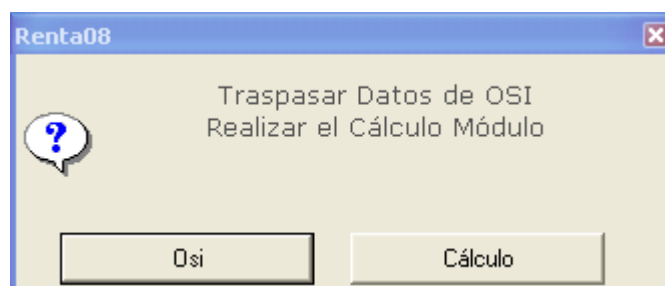 Renta08
Traspasar Datos de OSI
Realizar el Cálculo Módulo
?
Osi
Cálculo